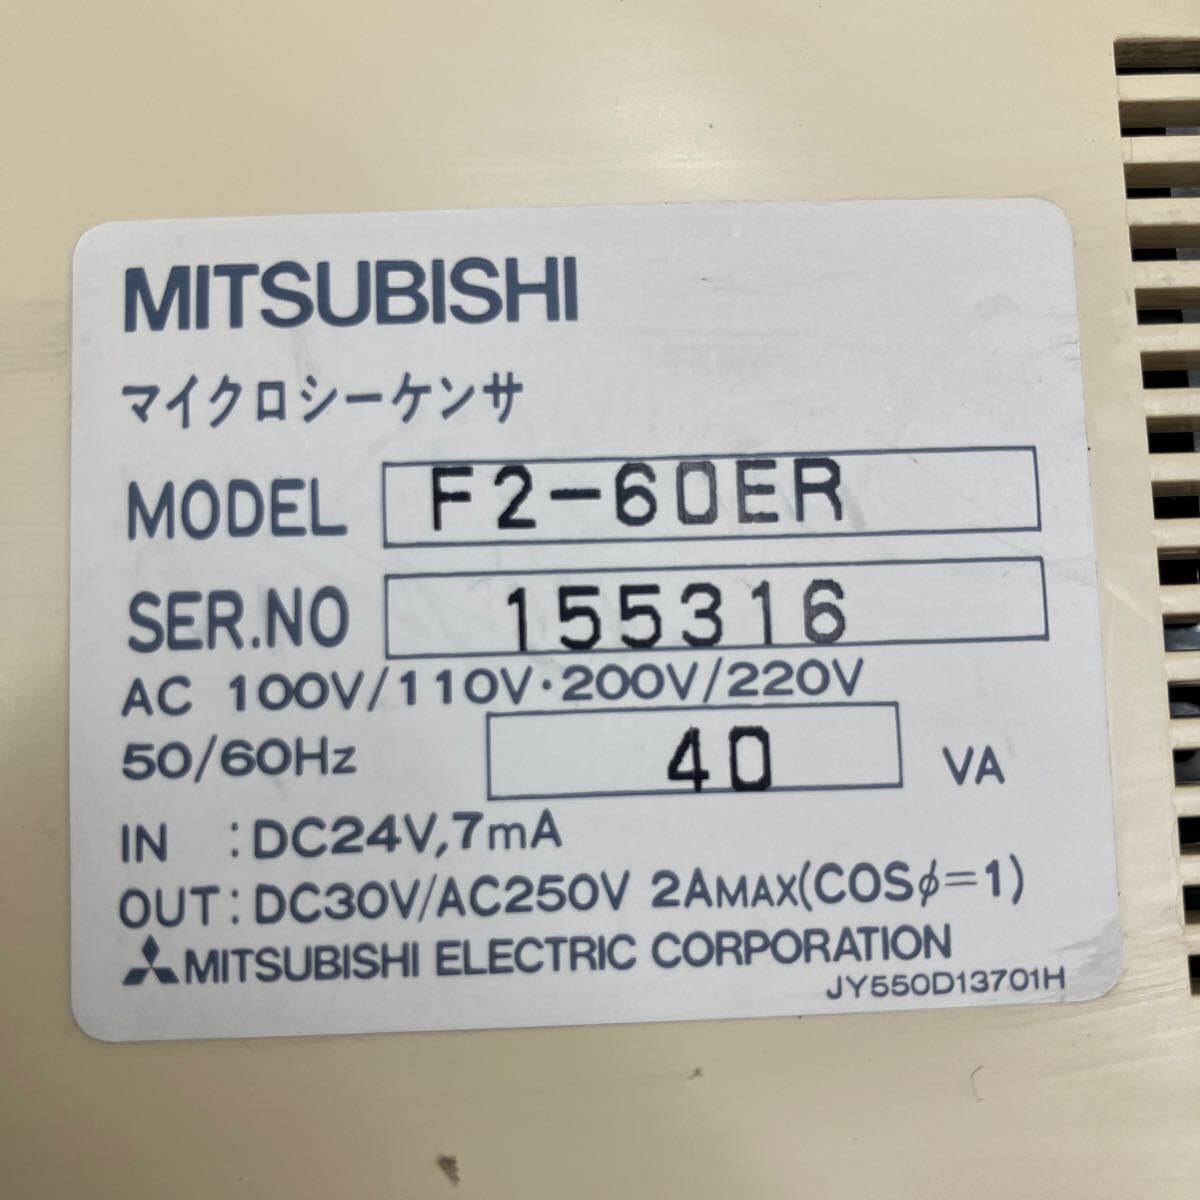 MITSUBISHI
マイクロシーケンサ
MODEL F2-60ER
SER.NO 155316
AC 100V/110V·200V/220V
50/60Hz 40 VA
IN : DC24V,7mA
OUT : DC30V/AC250V 2AMAX(COSφ=1)
MITSUBISHI ELECTRIC CORPORATION
JY550D13701H